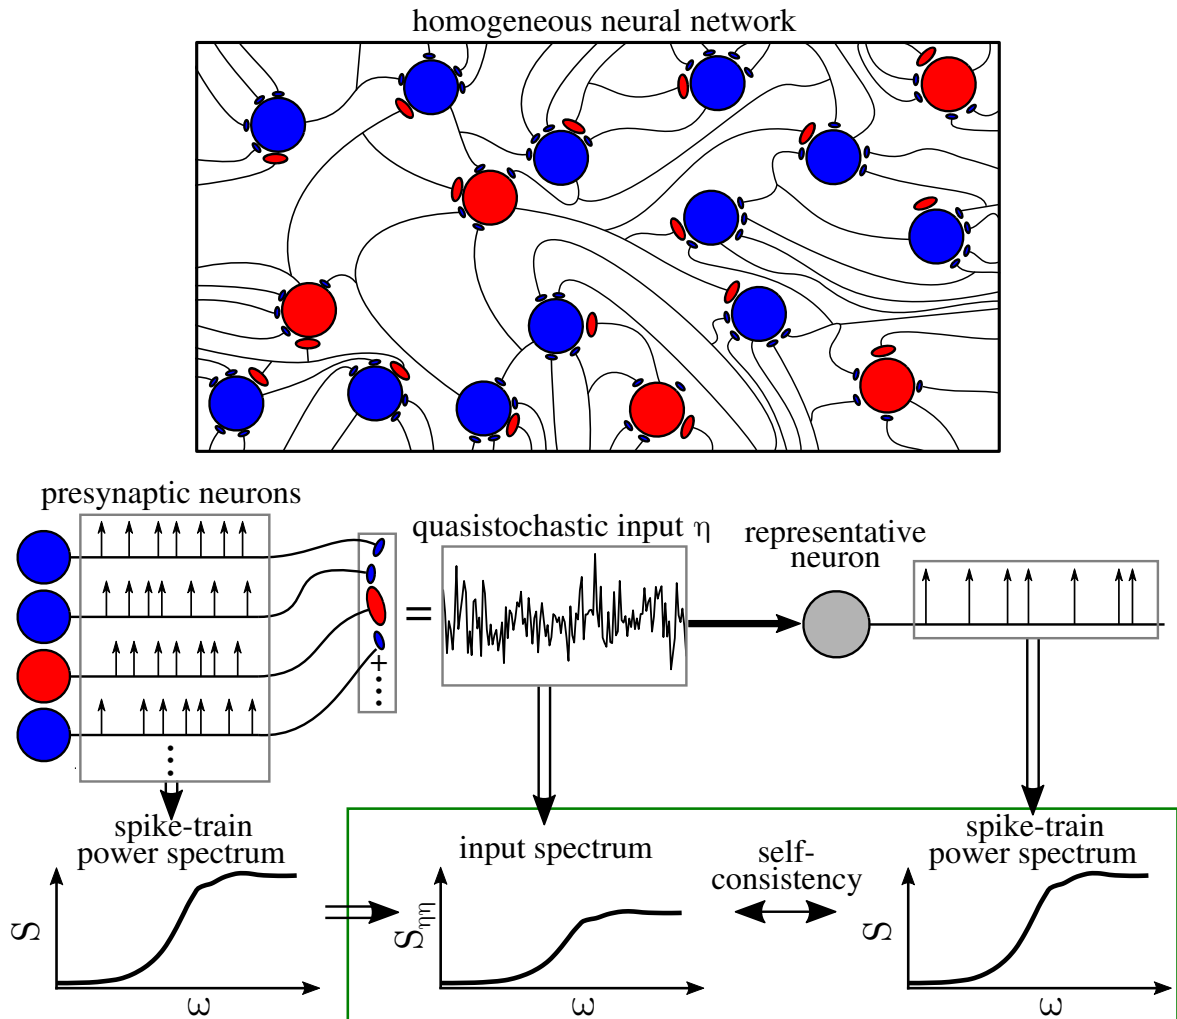 homogeneous neural network
presynaptic neurons
quasistochastic input η
representative
neuron
=
+
spike-train
power spectrum
input spectrum
self-
consistency
spike-train
power spectrum
S
ω
Sηη
ω
S
ω